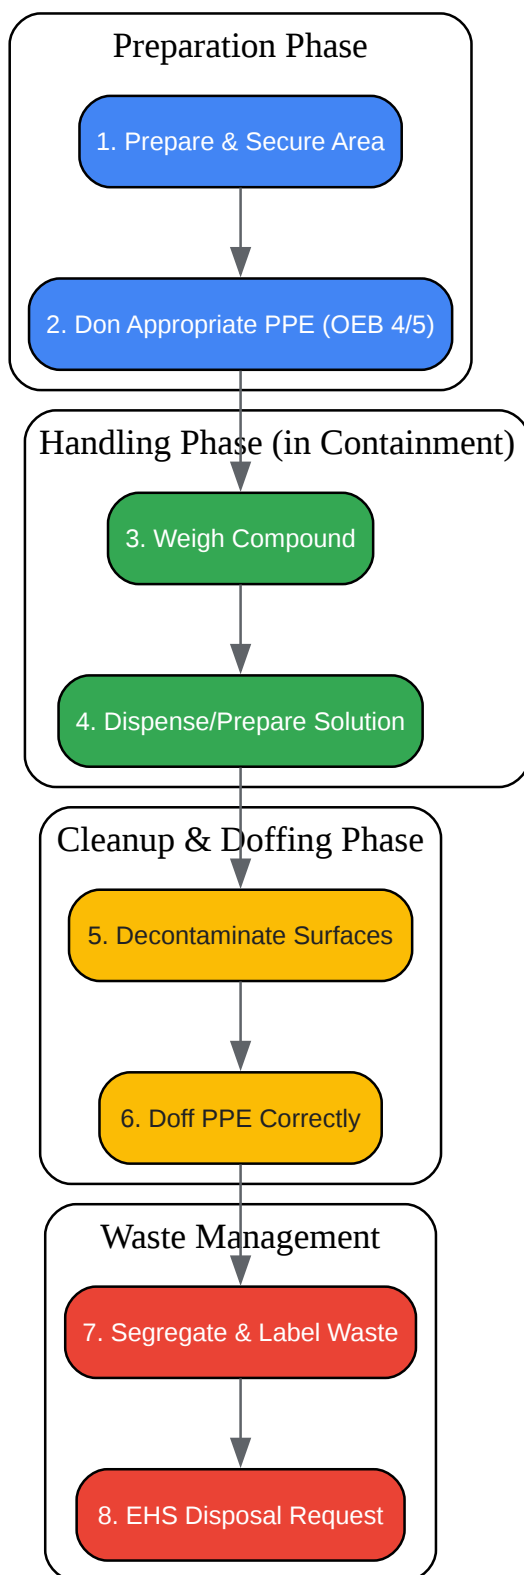 Preparation Phase
1. Prepare & Secure Area
2. Don Appropriate PPE (OEB 4/5)
Handling Phase (in Containment)
3. Weigh Compound
4. Dispense/Prepare Solution
Cleanup & Doffing Phase
5. Decontaminate Surfaces
6. Doff PPE Correctly
Waste Management
7. Segregate & Label Waste
8. EHS Disposal Request